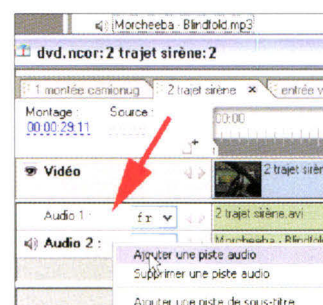 Morcheeba - Blindfold.mp3
dvd.ncor: 2 trajet sirène: 2
1 montée camionug 2 trajet sirène × entrée v
Montage : Source :
00:00:29:11 00:00
Vidéo 2 trajet sirèn
Audio 1 : fr 2 trajet sirène.avi
Audio 2 : Morcheeba - Blindfol
Ajouter une piste audio
Supprimer une piste audio
Ajouter une piste de sous-titre